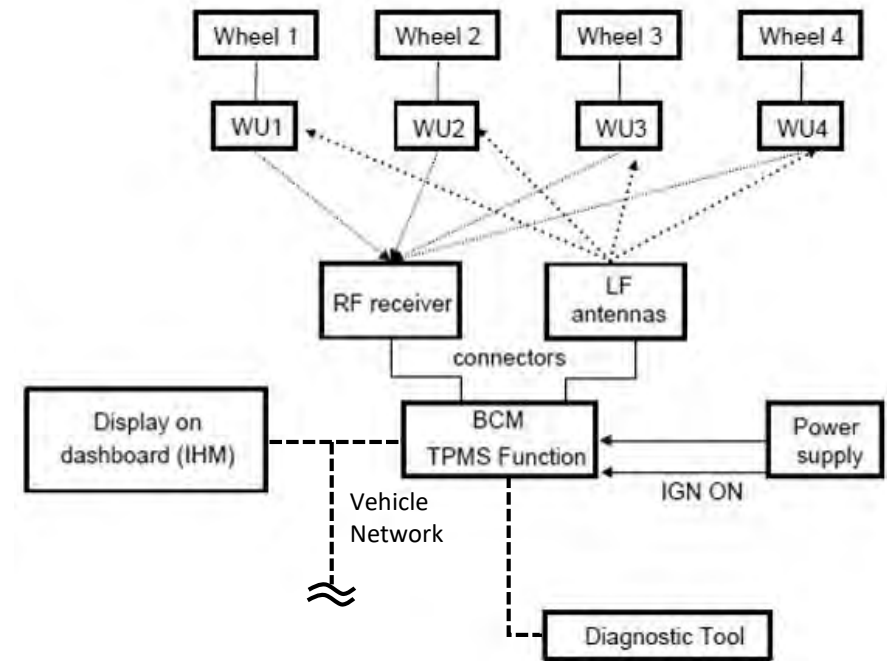 Wheel 1
Wheel 2
Wheel 3
Wheel 4
WU1
WU2
WU3
WU4
RF receiver
LF
antennas
connectors
Display on
dashboard (IHM)
BCM
TPMS Function
Power
supply
IGN ON
Vehicle
Network
Diagnostic Tool